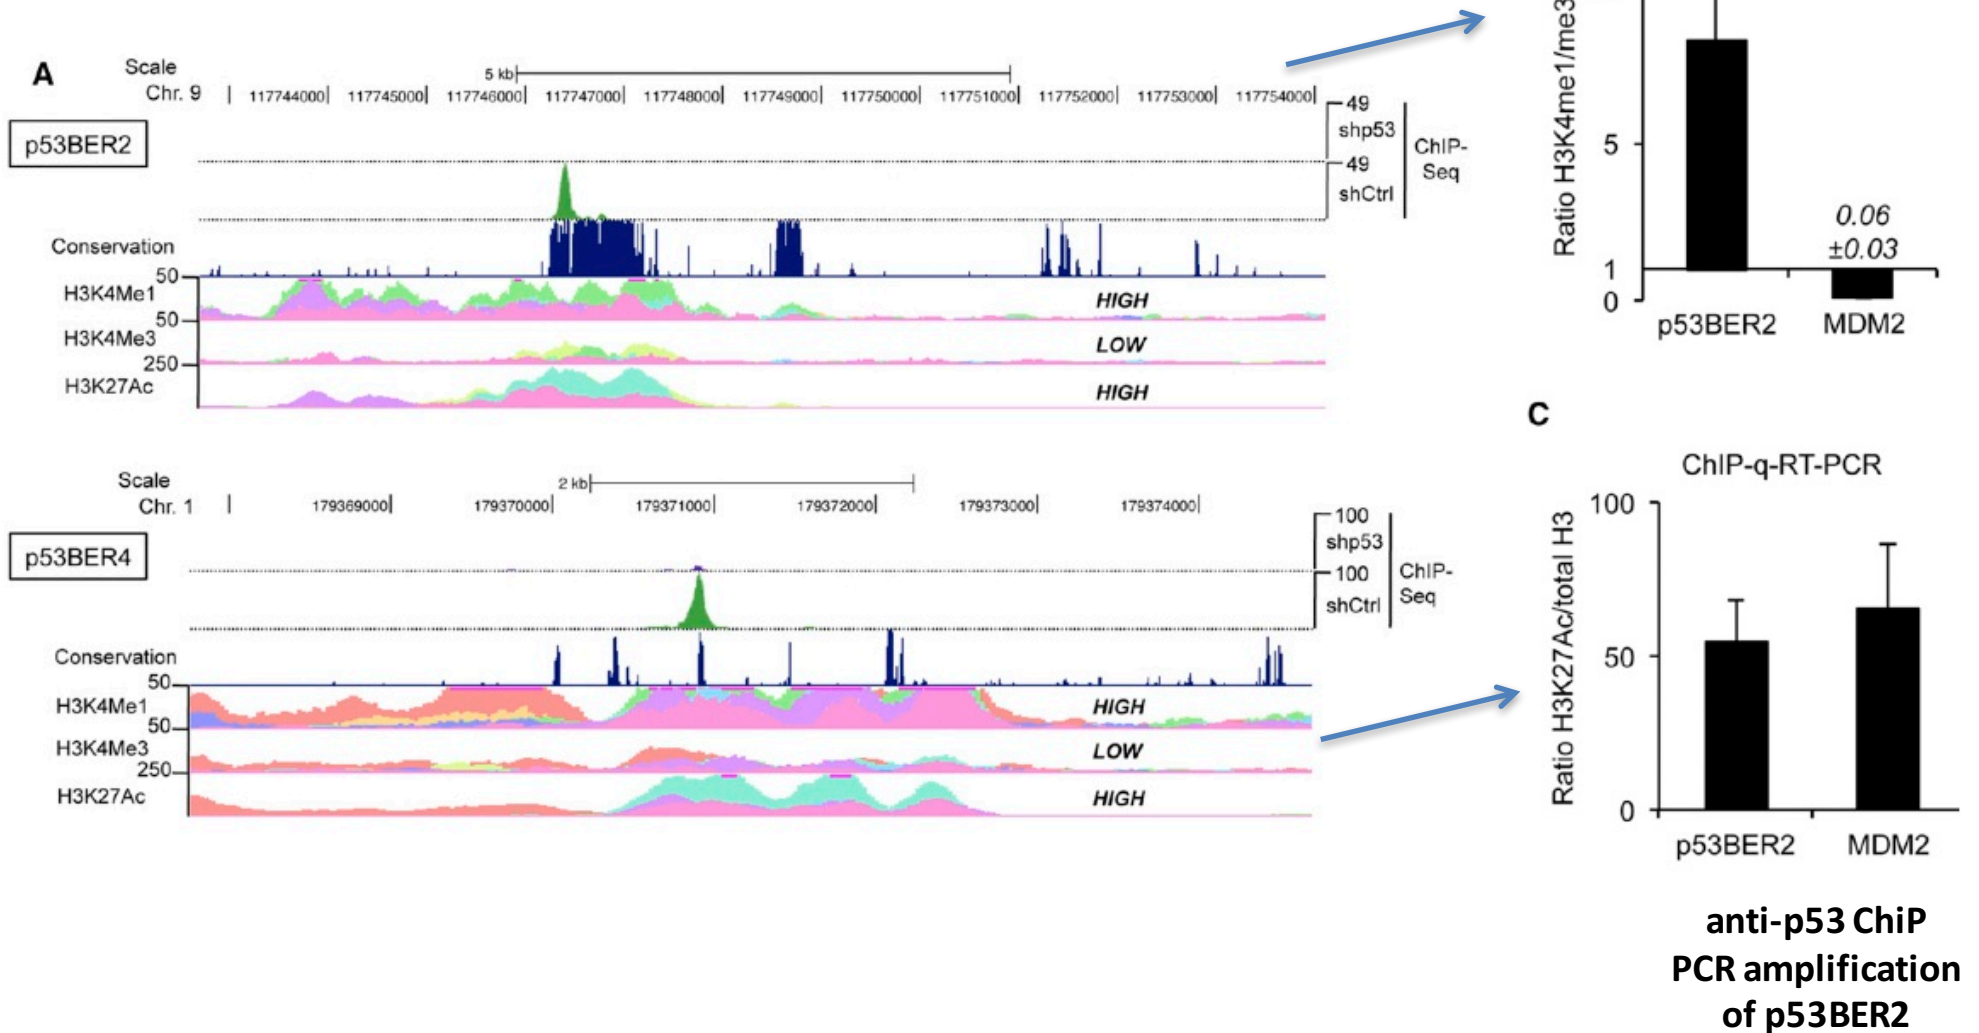 A
Scale
5 kb
Chr. 9 117744000 117745000 117746000 117747000 117748000 117749000 117750000 117751000 117752000 117753000 117754000
p53BER2
49
shp53
49
shCtrl
ChIP-
Seq
Conservation
50
H3K4Me1
HIGH
50
H3K4Me3
LOW
250
H3K27Ac
HIGH
Scale
2 kb
Chr. 1 179369000 179370000 179371000 179372000 179373000 179374000
p53BER4
100
shp53
100
shCtrl
ChIP-
Seq
Conservation
50
H3K4Me1
HIGH
50
H3K4Me3
LOW
250
H3K27Ac
HIGH
Ratio H3K4me1/me3
5
1
0
0.06
±0.03
p53BER2 MDM2
C
ChIP-q-RT-PCR
Ratio H3K27Ac/total H3
100
50
0
p53BER2 MDM2
anti-p53 ChiP
PCR amplification
of p53BER2